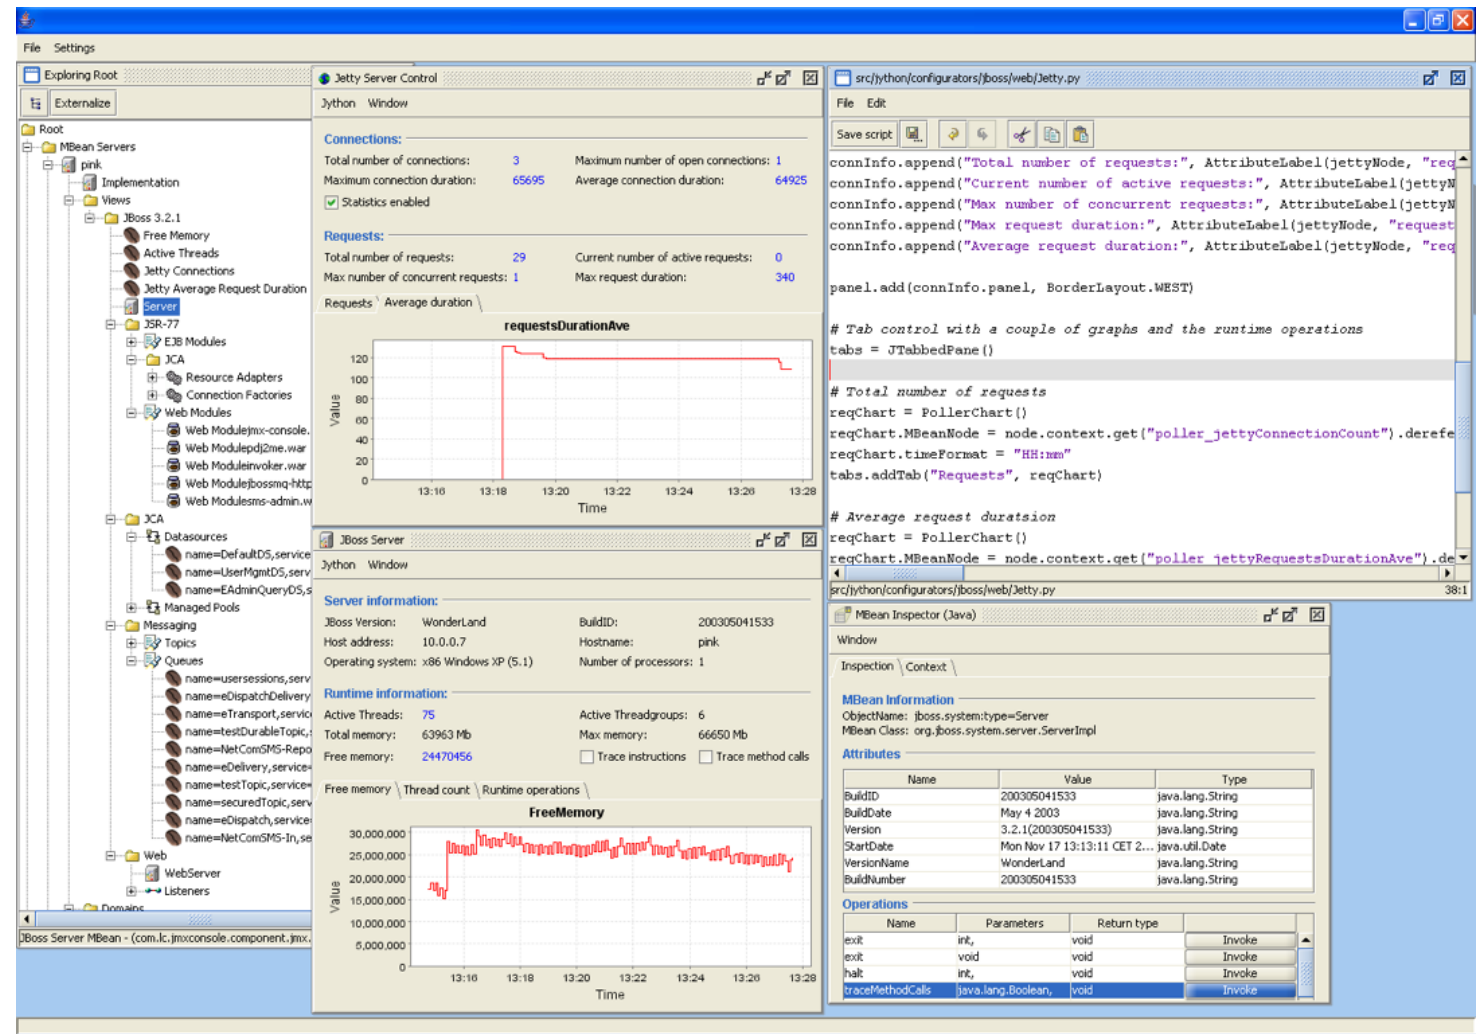 File Settings
Exploring Root
Externalize
Root
MBean Servers
pink
Implementation
Views
JBoss 3.2.1
Free Memory
Active Threads
Jetty Connections
Jetty Average Request Duration
Server
JSR-77
EJB Modules
JCA
Resource Adapters
Connection Factories
Web Modules
Web Modulejmx-console.
Web Modulepdj2me.war
Web Moduleinvoker.war
Web Modulejbossmq-http
Web Modulesms-admin.w
JCA
Datasources
name=DefaultDS,service
name=UserMgmtDS,serv
name=EAdminQueryDS,s
Managed Pools
Messaging
Topics
Queues
name=usersessions,serv
name=eDispatchDelivery
name=eTransport,servic
name=testDurableTopic,
name=NetComSMS-Repo
name=eDelivery,service=
name=testTopic,service=
name=securedTopic,serv
name=eDispatch,service
name=NetComSMS-In,se
Web
WebServer
Listeners
Domains
JBoss Server MBean - (com.lc.jmxconsole.component.jmx.
Jetty Server Control
Jython Window
Connections:
Total number of connections: 3 Maximum number of open connections: 1
Maximum connection duration: 65695 Average connection duration: 64925
Statistics enabled
Requests:
Total number of requests: 29 Current number of active requests: 0
Max number of concurrent requests: 1 Max request duration: 340
Requests Average duration
requestsDurationAve
120
100
80
60
40
20
0
Value
13:16 13:18 13:20 13:22 13:24 13:26 13:28
Time
JBoss Server
Jython Window
Server information:
JBoss Version: WonderLand BuildID: 200305041533
Host address: 10.0.0.7 Hostname: pink
Operating system: x86 Windows XP (5.1) Number of processors: 1
Runtime information:
Active Threads: 75 Active Threadgroups: 6
Total memory: 63963 Mb Max memory: 66650 Mb
Free memory: 24470456 Trace instructions Trace method calls
Free memory Thread count Runtime operations
FreeMemory
30,000,000
25,000,000
20,000,000
15,000,000
10,000,000
5,000,000
0
Value
13:16 13:18 13:20 13:22 13:24 13:26 13:28
Time
src/jython/configurators/jboss/web/Jetty.py
File Edit
Save script
connInfo.append("Total number of requests:", AttributeLabel(jettyNode, "req
connInfo.append("Current number of active requests:", AttributeLabel(jettyN
connInfo.append("Max number of concurrent requests:", AttributeLabel(jettyN
connInfo.append("Max request duration:", AttributeLabel(jettyNode, "request
connInfo.append("Average request duration:", AttributeLabel(jettyNode, "req
panel.add(connInfo.panel, BorderLayout.WEST)
# Tab control with a couple of graphs and the runtime operations
tabs = JTabbedPane()
# Total number of requests
reqChart = PollerChart()
reqChart.MBeanNode = node.context.get("poller_jettyConnectionCount").derefe
reqChart.timeFormat = "HH:mm"
tabs.addTab("Requests", reqChart)
# Average request duratsion
reqChart = PollerChart()
reqChart.MBeanNode = node.context.get("poller_jettyRequestsDurationAve").de
src/jython/configurators/jboss/web/Jetty.py 38:1
MBean Inspector (Java)
Window
Inspection Context
MBean Information
ObjectName: jboss.system:type=Server
MBean Class: org.jboss.system.server.ServerImpl
Attributes
Name Value Type
BuildID 200305041533 java.lang.String
BuildDate May 4 2003 java.lang.String
Version 3.2.1(200305041533) java.lang.String
StartDate Mon Nov 17 13:13:11 CET 2... java.util.Date
VersionName WonderLand java.lang.String
BuildNumber 200305041533 java.lang.String
Operations
Name Parameters Return type
exit int, void Invoke
exit void void Invoke
halt int, void Invoke
traceMethodCalls java.lang.Boolean, void Invoke